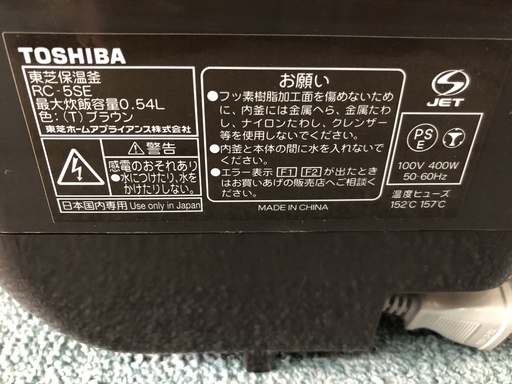 TOSHIBA
東芝保温釜
RC-5SE
最大炊飯容量0.54L
色:(T)ブラウン
東芝ホームアプライアンス株式会社
警告
感電のおそれあり
水につけたり、水を
かけたりしない。
日本国内専用 Use only in Japan
お願い
●フッ素樹脂加工面を傷めないため
に、内釜には金属へら、金属たわ
し、ナイロンたわし、クレンザー
等を使用しないでください。
●内釜と本体の間に水を入れない
でください。
●エラー表示 F1 F2 が出たときは
はお買いあげの販売店へご相
談ください。
MADE IN CHINA
S
JET
PS
E
T
100V 400W
50-60Hz
温度ヒューズ
152℃ 157℃